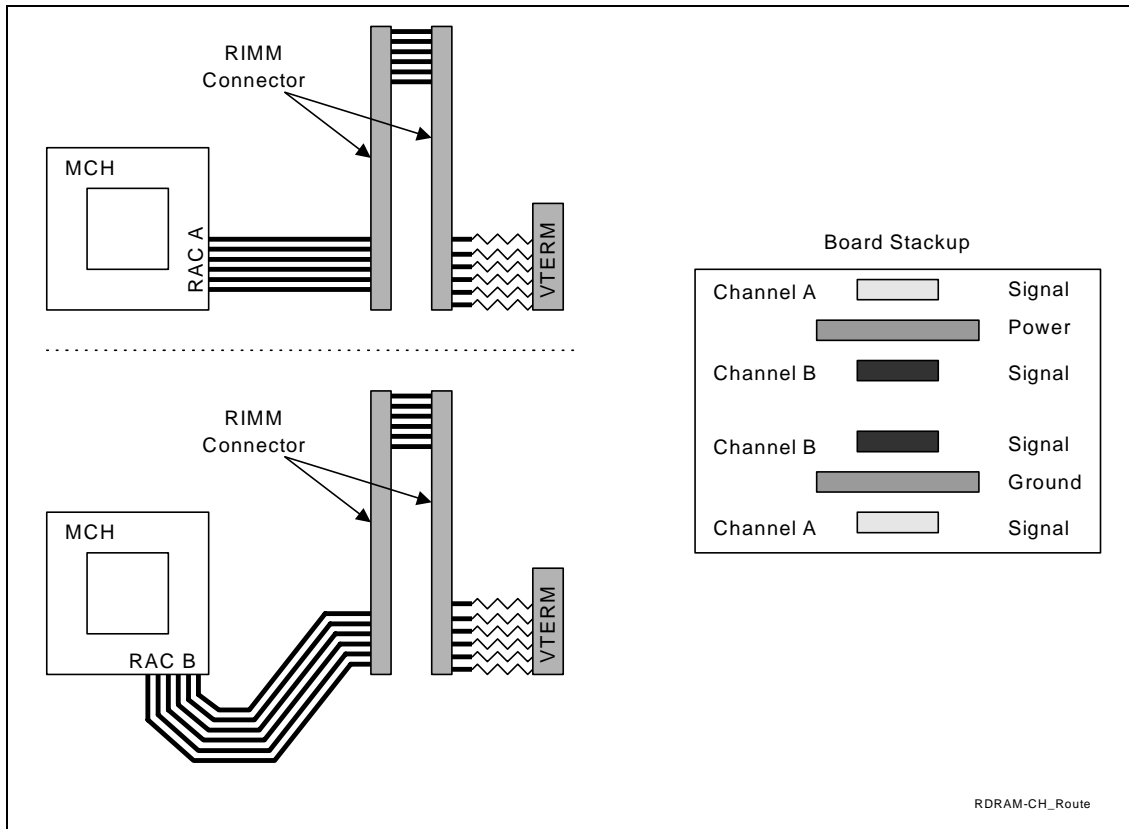 RIMM
Connector
MCH
RAC A
VTERM
RIMM
Connector
MCH
RAC B
VTERM
Board Stackup
Channel A Signal
Power
Channel B Signal
Channel B Signal
Ground
Channel A Signal
RDRAM-CH_Route